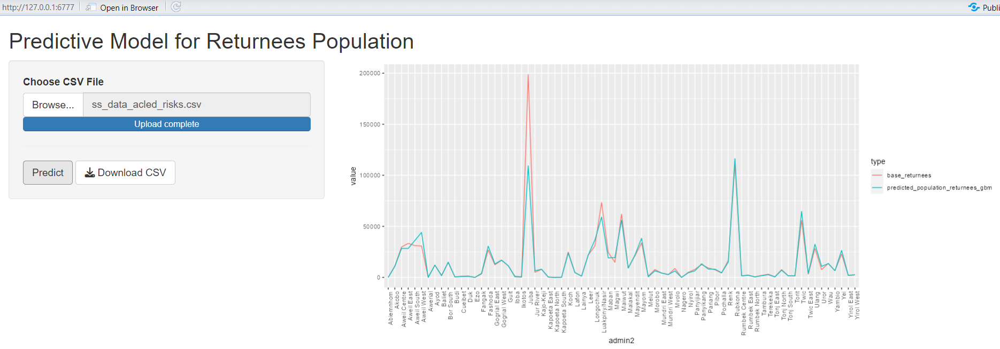 http://127.0.0.1:6777 Open in Browser Publi
Predictive Model for Returnees Population
Choose CSV File
Browse... ss_data_acled_risks.csv
Upload complete
Predict Download CSV
value
200000
150000
100000
50000
0
Abiemnhom
Akobo
Aweil Centre
Aweil East
Aweil South
Aweil West
Awerial
Ayod
Baliet
Bor South
Budi
Cueibet
Duk
Ezo
Fangak
Fashoda
Gogrial East
Gogrial West
Guit
Ibba
Ikotos
Juba
Jur River
Kajo-Keji
Kapoeta East
Kapoeta North
Kapoeta South
Koch
Lafon
Lainya
Leer
Longochuk
Luakpiny/Nasir
Maban
Magwi
Maiwut
Malakal
Mayendit
Mayom
Melut
Morobo
Mundri East
Mundri West
Mvolo
Nagero
Nyirol
Panyijiar
Panyikang
Pariang
Pibor
Pochalla
Renk
Rubkona
Rumbek Centre
Rumbek East
Rumbek North
Tambura
Terekeka
Tonj East
Tonj North
Tonj South
Torit
Twic
Twic East
Ulang
Uror
Wau
Yambio
Yei
Yirol East
Yirol West
admin2
type
base_returnees
predicted_population_returnees_gbm